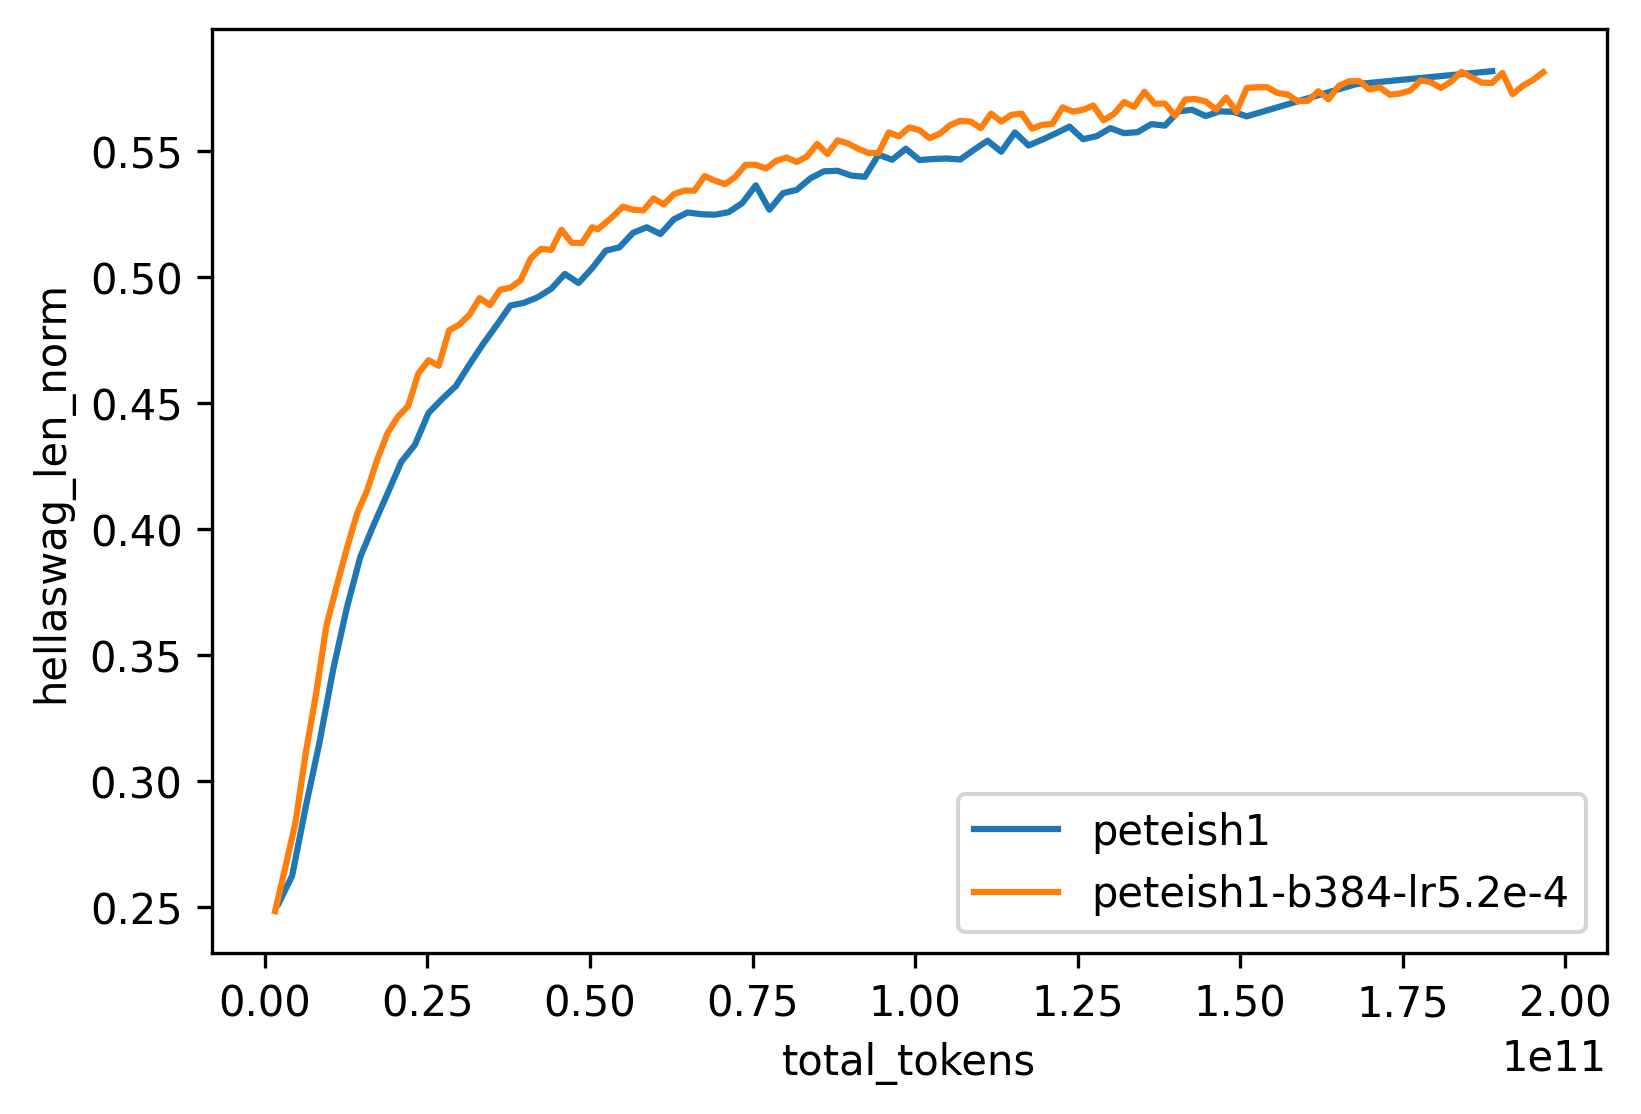 hellaswag_len_norm
0.55
0.50
0.45
0.40
0.35
0.30
0.25
peteish1
peteish1-b384-lr5.2e-4
0.00 0.25 0.50 0.75 1.00 1.25 1.50 1.75 2.00
total_tokens
1e11